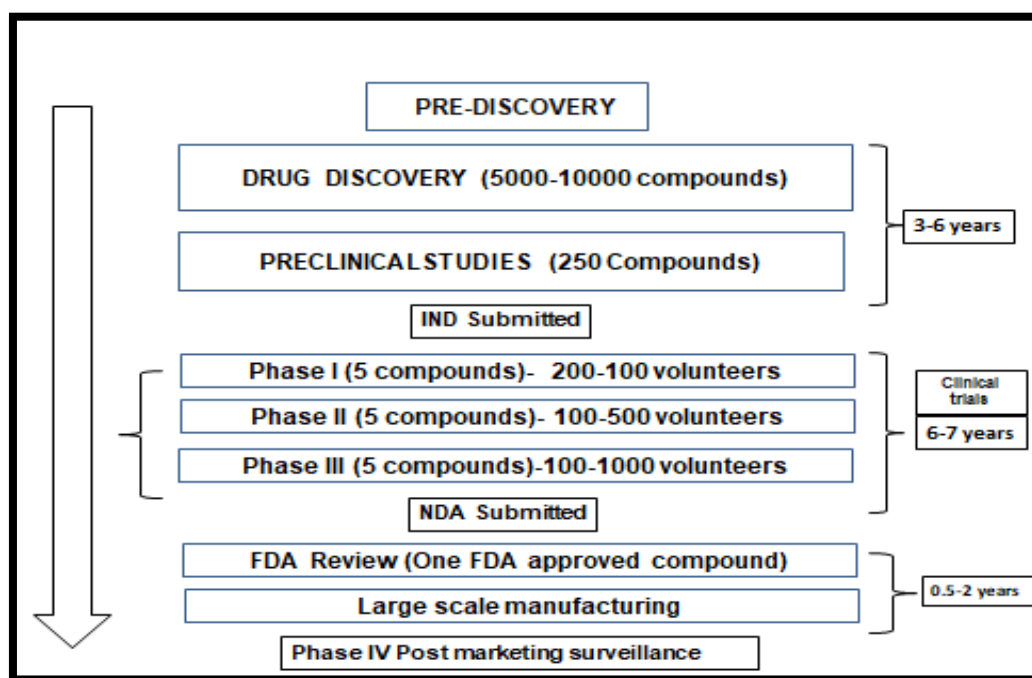 PRE-DISCOVERY
DRUG DISCOVERY (5000-10000 compounds)
3-6 years
PRECLINICAL STUDIES (250 Compounds)
IND Submitted
Phase I (5 compounds)- 200-100 volunteers
Clinical
trials
Phase II (5 compounds)- 100-500 volunteers
6-7 years
Phase III (5 compounds)-100-1000 volunteers
NDA Submitted
FDA Review (One FDA approved compound)
0.5-2 years
Large scale manufacturing
Phase IV Post marketing surveillance